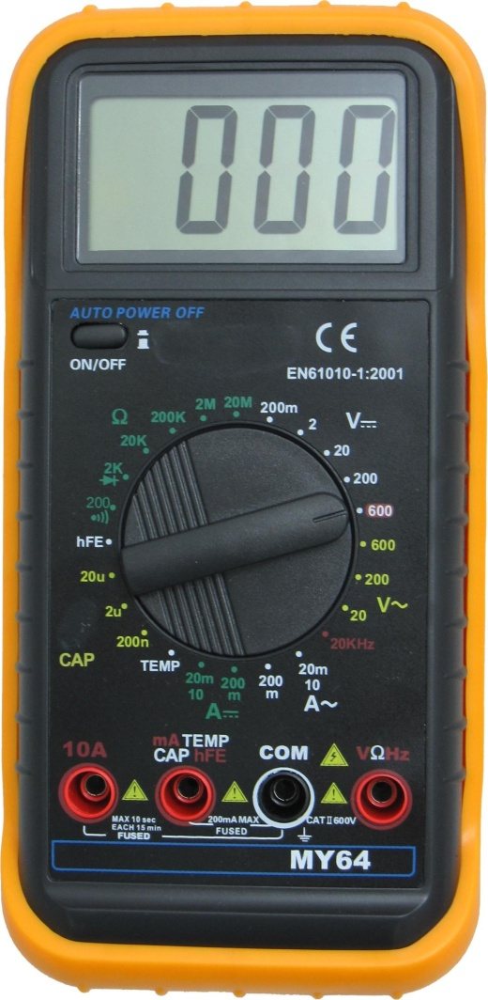 000
AUTO POWER OFF
ON/OFF
CE
EN61010-1:2001
Ω 200K 2M 20M 200m V⎓
20K 2
2K 20
200 200
hFE 600
20u 600
2u 200
200n 20 V~
CAP TEMP 20KHz
20m 200 200 20m
10 m m 10
A⎓ A~
10A mA TEMP COM VΩHz
CAP hFE
MAX 10 sec 200mA MAX CAT II 600V
EACH 15 min FUSED
FUSED
MY64